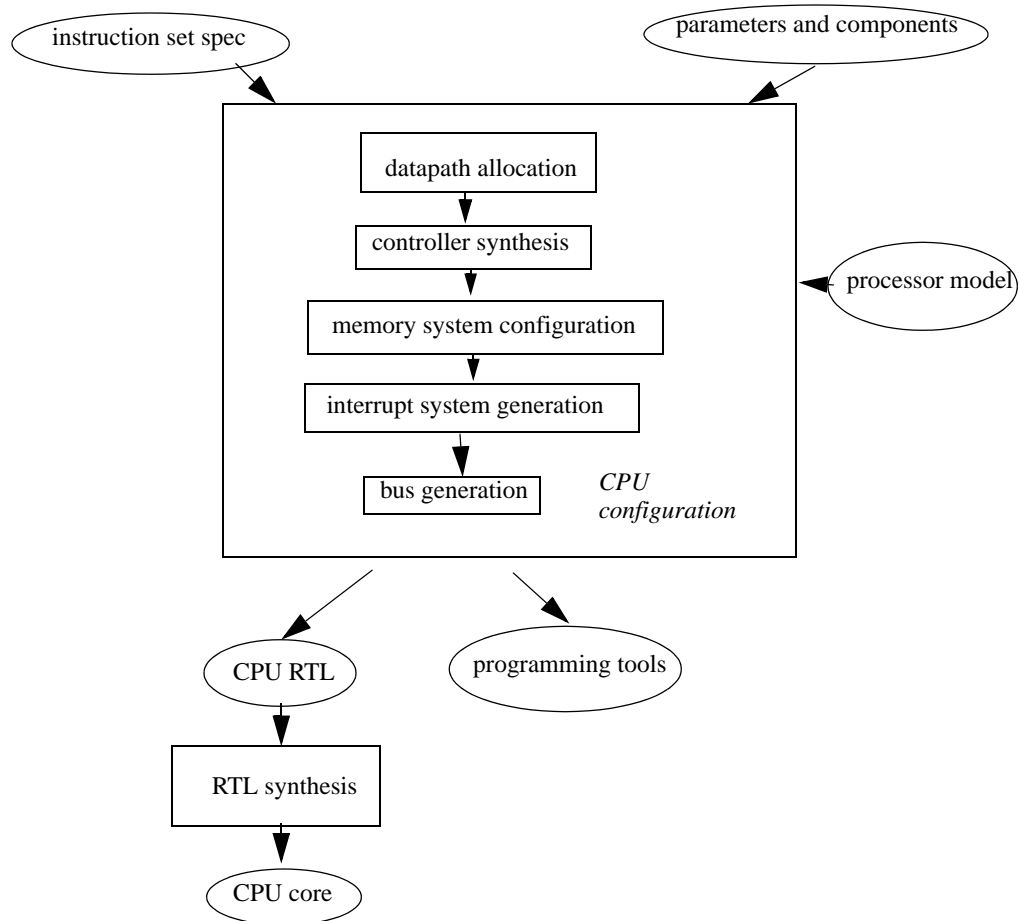 instruction set spec
parameters and components
datapath allocation
controller synthesis
processor model
memory system configuration
interrupt system generation
bus generation
CPU
configuration
CPU RTL
programming tools
RTL synthesis
CPU core